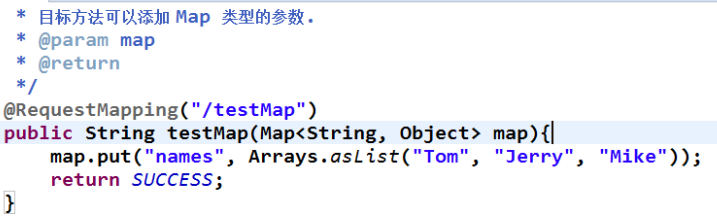 * 目标方法可以添加 Map 类型的参数.
* @param map
* @return
*/
@RequestMapping("/testMap")
public String testMap(Map<String, Object> map){
map.put("names", Arrays.asList("Tom", "Jerry", "Mike"));
return SUCCESS;
}